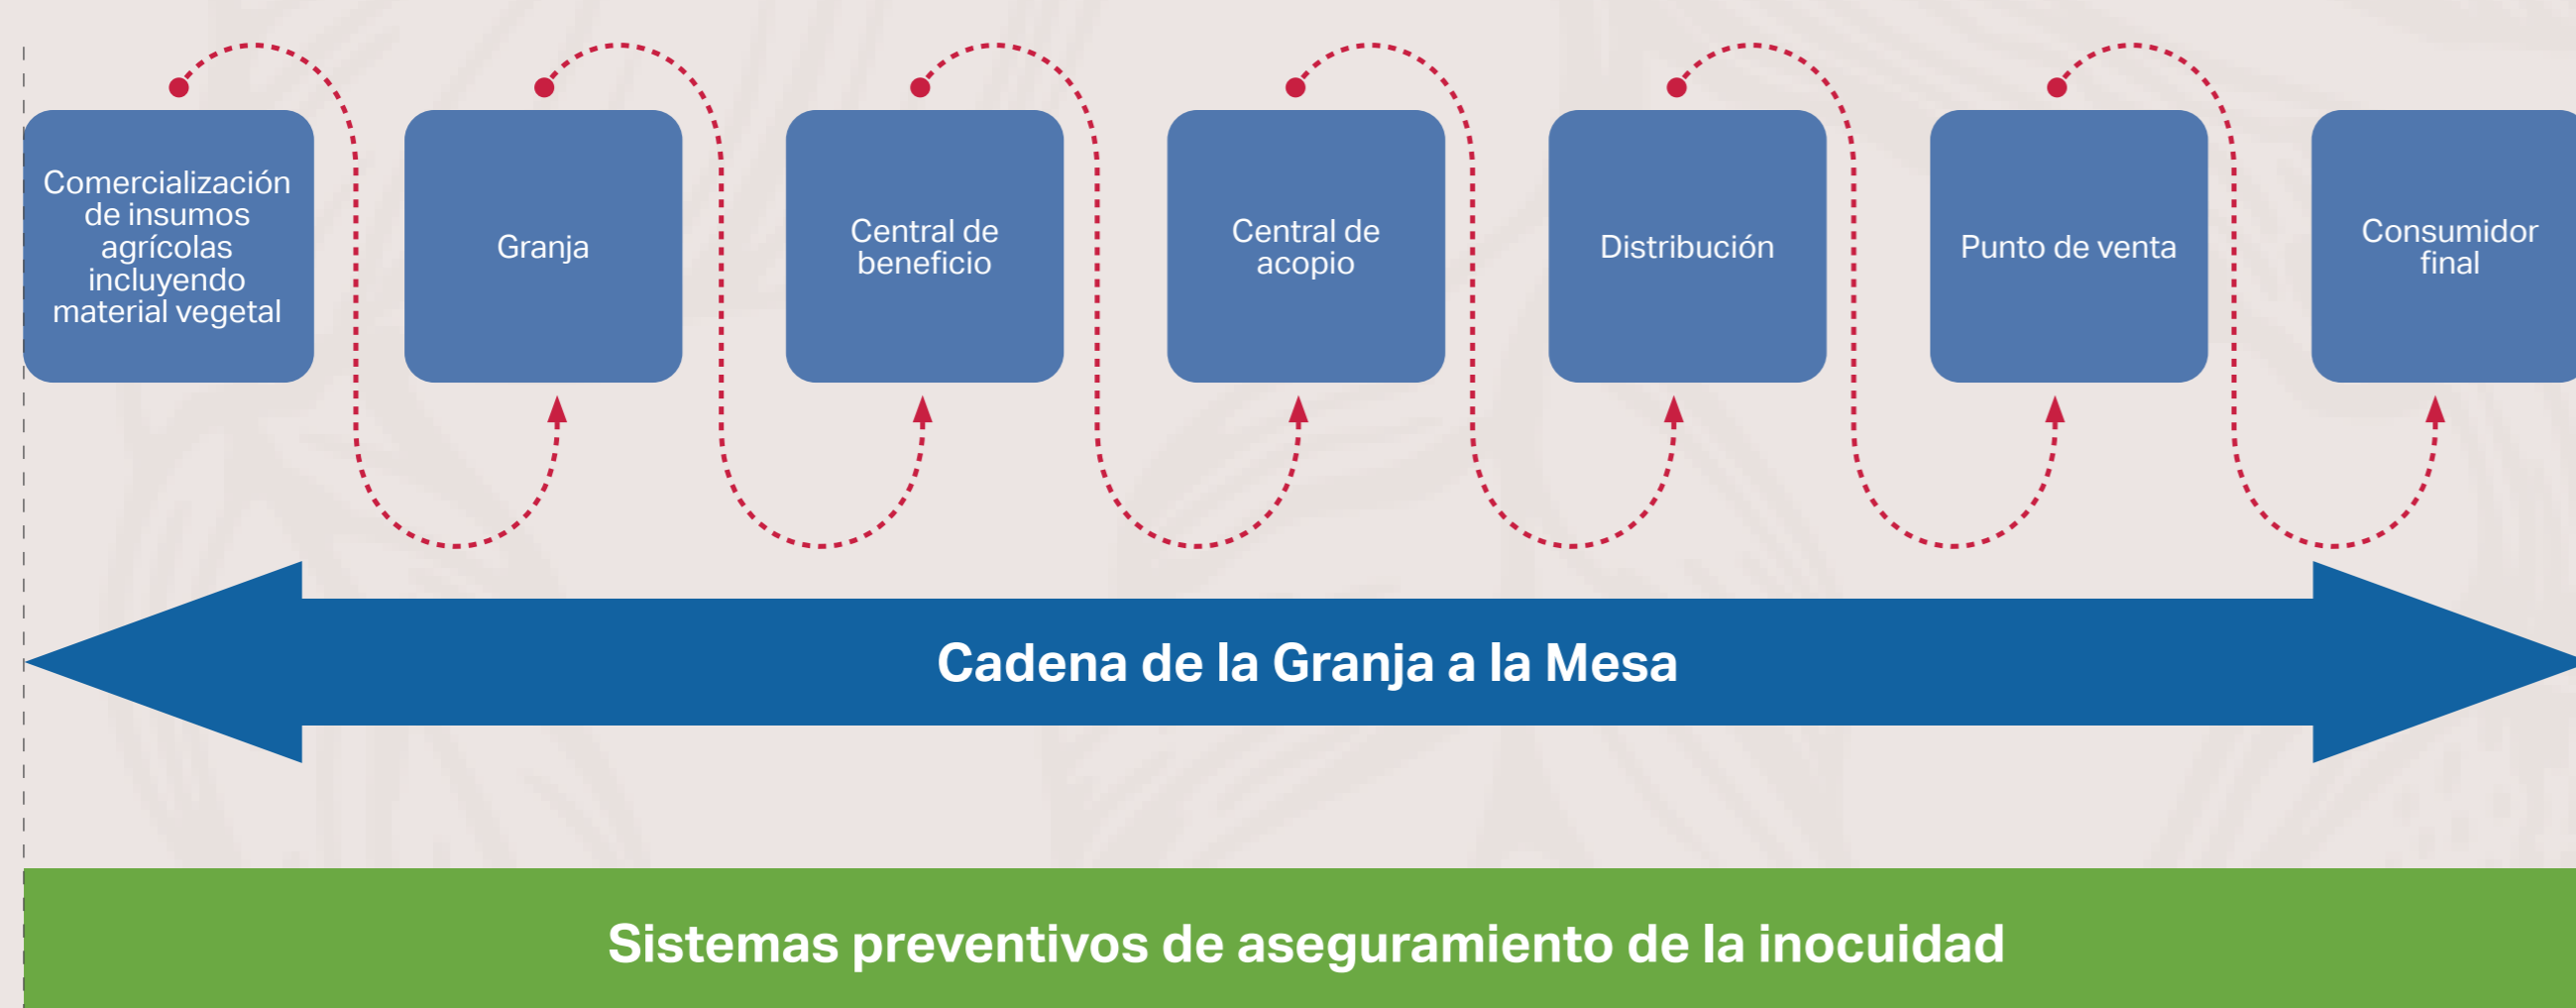 Comercialización
de insumos
agrícolas
incluyendo
material vegetal
Granja
Central de
beneficio
Central de
acopio
Distribución
Punto de venta
Consumidor
final
Cadena de la Granja a la Mesa
Sistemas preventivos de aseguramiento de la inocuidad